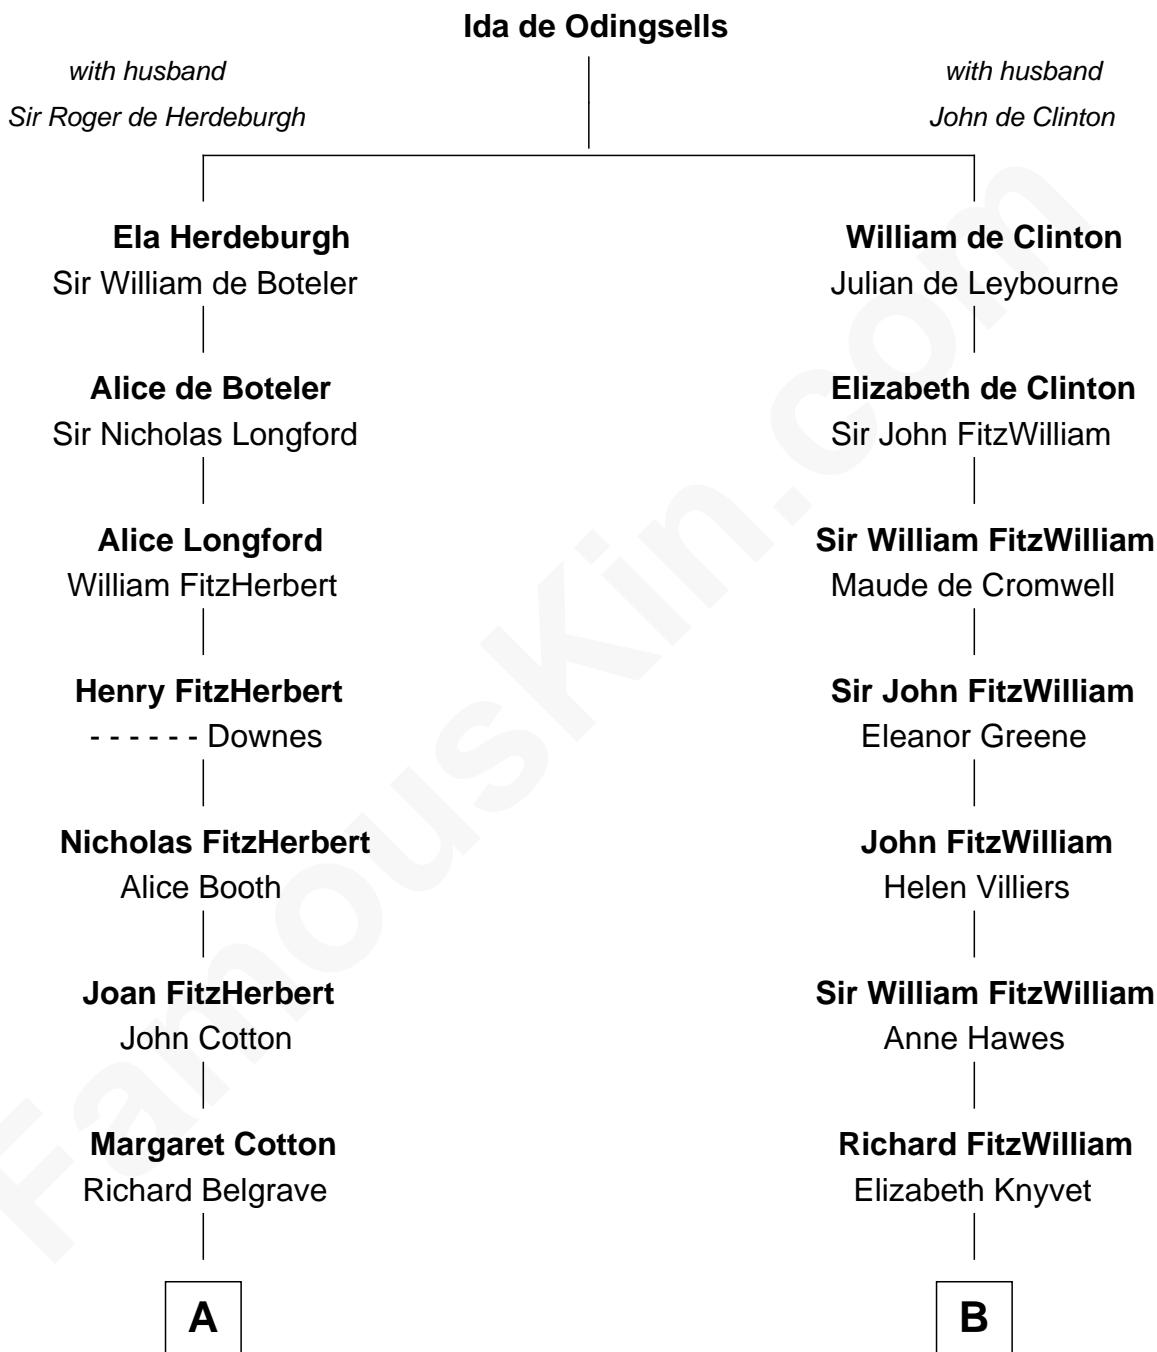 Ida de Odingsells
with husband
Sir Roger de Herdeburgh
with husband
John de Clinton
Ela Herdeburgh
Sir William de Boteler
William de Clinton
Julian de Leybourne
Alice de Boteler
Sir Nicholas Longford
Elizabeth de Clinton
Sir John FitzWilliam
Alice Longford
William FitzHerbert
Sir William FitzWilliam
Maude de Cromwell
Henry FitzHerbert
- - - - - - Downes
Sir John FitzWilliam
Eleanor Greene
Nicholas FitzHerbert
Alice Booth
John FitzWilliam
Helen Villiers
Joan FitzHerbert
John Cotton
Sir William FitzWilliam
Anne Hawes
Margaret Cotton
Richard Belgrave
Richard FitzWilliam
Elizabeth Knyvet
A
B
FamousKin.com